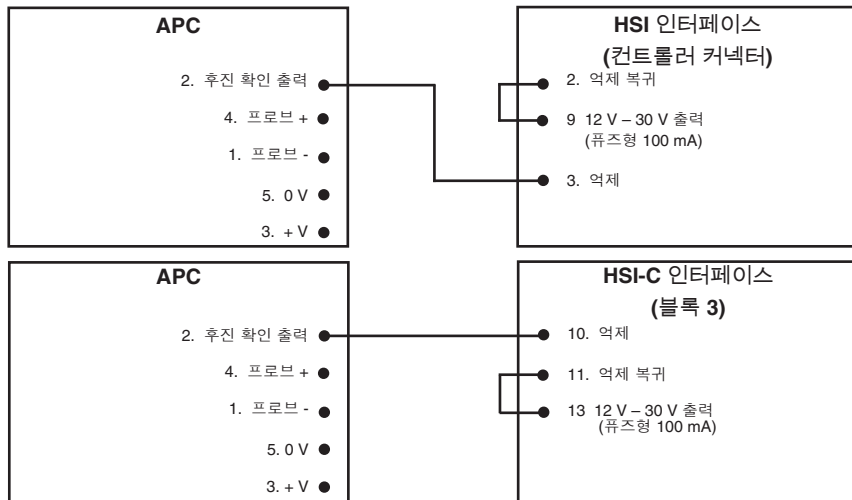 APC
2. 후진 확인 출력
4. 프로브 +
1. 프로브 -
5. 0 V
3. + V
HSI 인터페이스
(컨트롤러 커넥터)
2. 억제 복귀
9 12 V – 30 V 출력
(퓨즈형 100 mA)
3. 억제
APC
2. 후진 확인 출력
4. 프로브 +
1. 프로브 -
5. 0 V
3. + V
HSI-C 인터페이스
(블록 3)
10. 억제
11. 억제 복귀
13 12 V – 30 V 출력
(퓨즈형 100 mA)